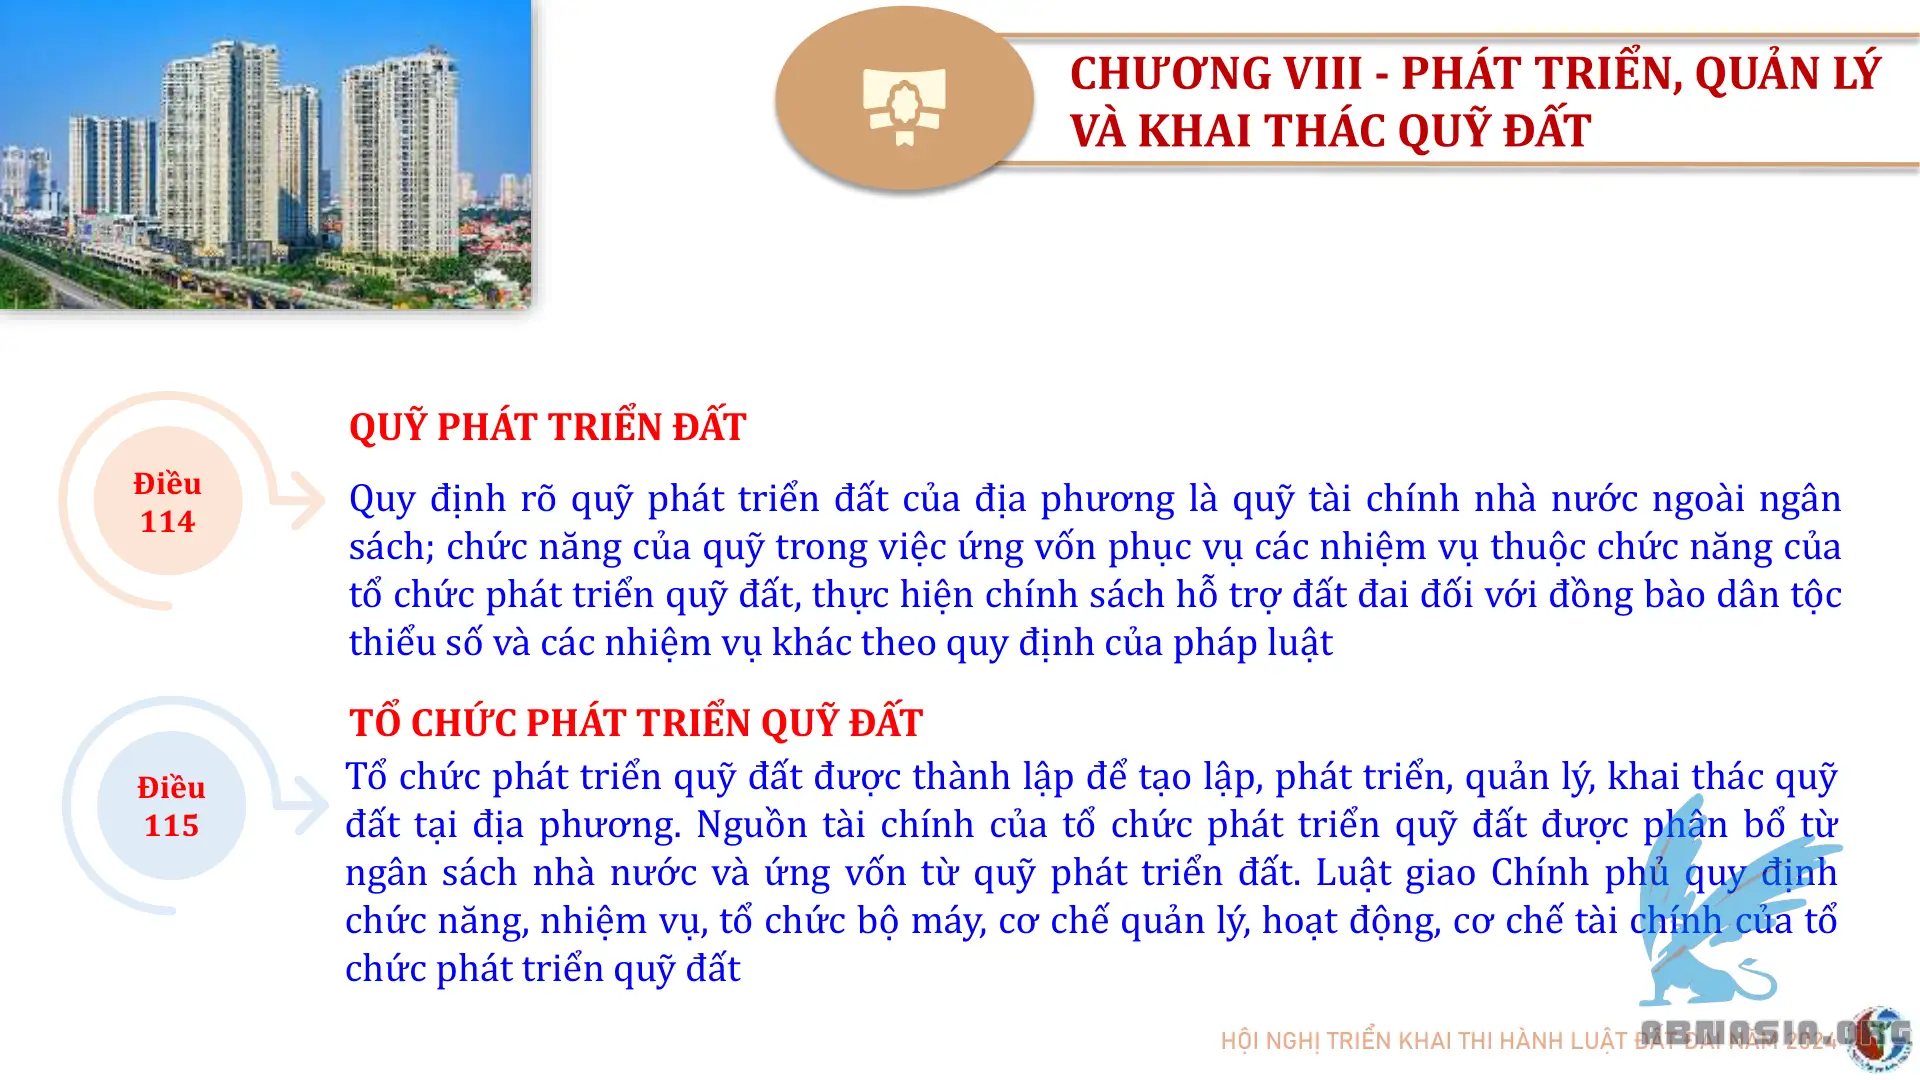 CHƯƠNG VIII - PHÁT TRIỂN, QUẢN LÝ
VÀ KHAI THÁC QUỸ ĐẤT
QUỸ PHÁT TRIỂN ĐẤT
Điều
114
Quy định rõ quỹ phát triển đất của địa phương là quỹ tài chính nhà nước ngoài ngân
sách; chức năng của quỹ trong việc ứng vốn phục vụ các nhiệm vụ thuộc chức năng của
tổ chức phát triển quỹ đất, thực hiện chính sách hỗ trợ đất đai đối với đồng bào dân tộc
thiểu số và các nhiệm vụ khác theo quy định của pháp luật
TỔ CHỨC PHÁT TRIỂN QUỸ ĐẤT
Điều
115
Tổ chức phát triển quỹ đất được thành lập để tạo lập, phát triển, quản lý, khai thác quỹ
đất tại địa phương. Nguồn tài chính của tổ chức phát triển quỹ đất được phân bổ từ
ngân sách nhà nước và ứng vốn từ quỹ phát triển đất. Luật giao Chính phủ quy định
chức năng, nhiệm vụ, tổ chức bộ máy, cơ chế quản lý, hoạt động, cơ chế tài chính của tổ
chức phát triển quỹ đất
HỘI NGHỊ TRIỂN KHAI THI HÀNH LUẬT ĐẤT ĐAI NĂM 2024
ABMASIA.ORG